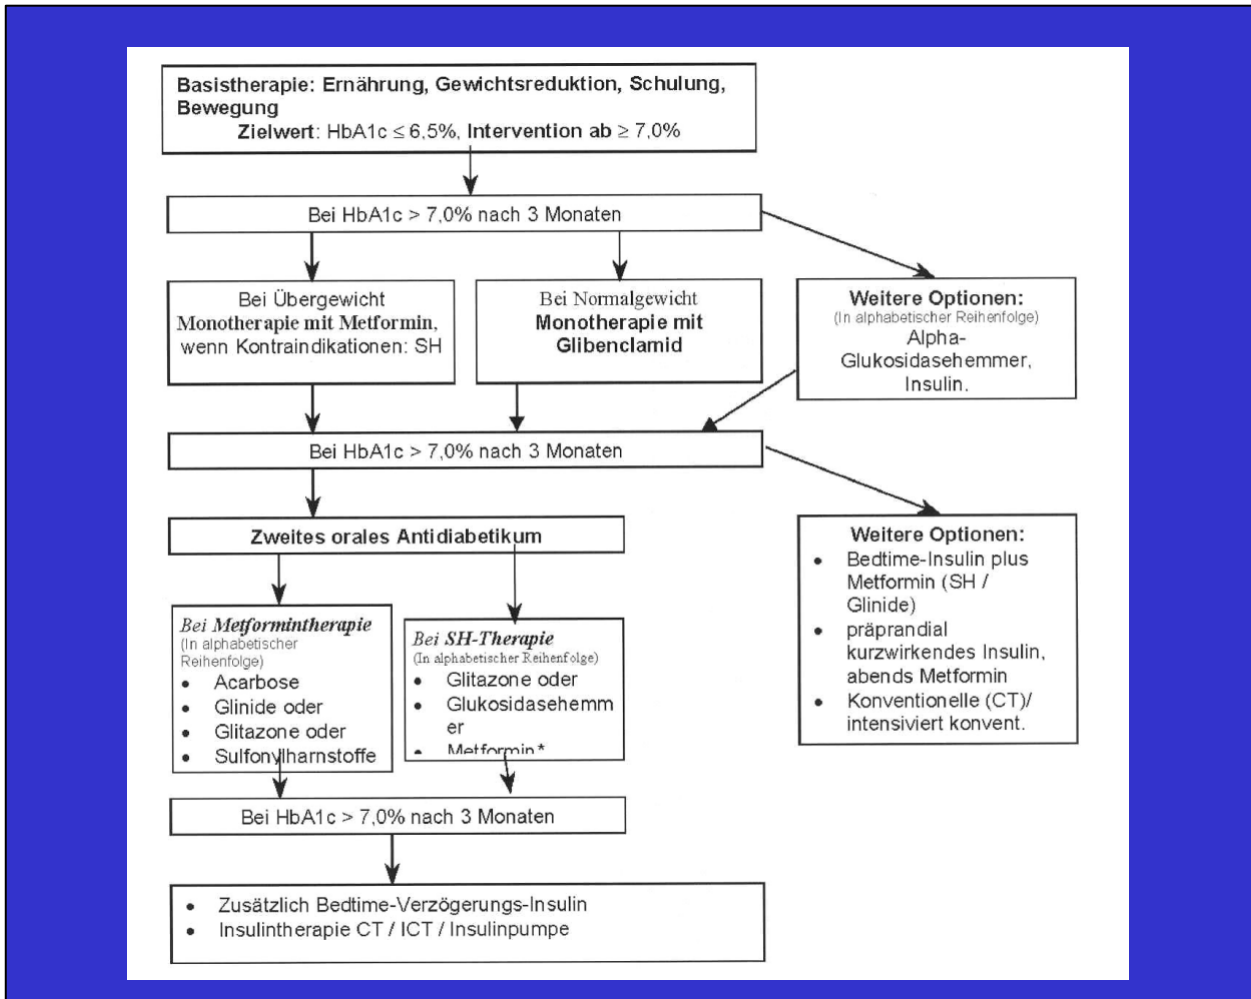 Basistherapie: Ernährung, Gewichtsreduktion, Schulung,
Bewegung
Zielwert: HbA1c ≤ 6,5%, Intervention ab ≥ 7,0%
Bei HbA1c > 7,0% nach 3 Monaten
Bei Übergewicht
Monotherapie mit Metformin,
wenn Kontraindikationen: SH
Bei Normalgewicht
Monotherapie mit
Glibenclamid
Weitere Optionen:
(In alphabetischer Reihenfolge)
Alpha-
Glukosidasehemmer,
Insulin.
Bei HbA1c > 7,0% nach 3 Monaten
Zweites orales Antidiabetikum
Weitere Optionen:
• Bedtime-Insulin plus
Metformin (SH /
Glinide)
• präprandial
kurzwirkendes Insulin,
abends Metformin
• Konventionelle (CT)/
intensiviert konvent.
Bei Metformintherapie
(In alphabetischer
Reihenfolge)
• Acarbose
• Glinide oder
• Glitazone oder
• Sulfonylharnstoffe
Bei SH-Therapie
(In alphabetischer Reihenfolge)
• Glitazone oder
• Glukosidasehemm
er
• Metformin*
Bei HbA1c > 7,0% nach 3 Monaten
• Zusätzlich Bedtime-Verzögerungs-Insulin
• Insulintherapie CT / ICT / Insulinpumpe